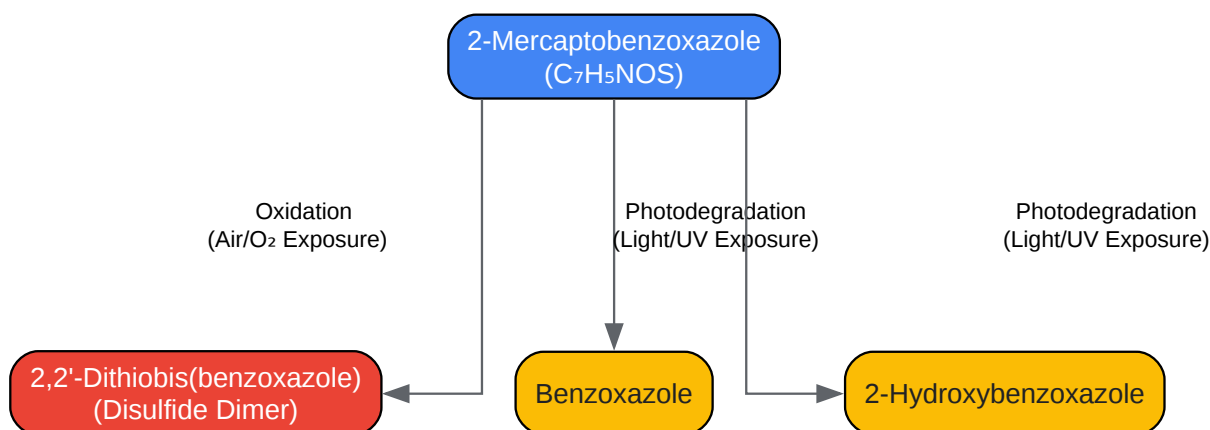 2-Mercaptobenzoxazole
(C₇H₅NOS)
Oxidation
(Air/O₂ Exposure)
Photodegradation
(Light/UV Exposure)
Photodegradation
(Light/UV Exposure)
2,2'-Dithiobis(benzoxazole)
(Disulfide Dimer)
Benzoxazole
2-Hydroxybenzoxazole